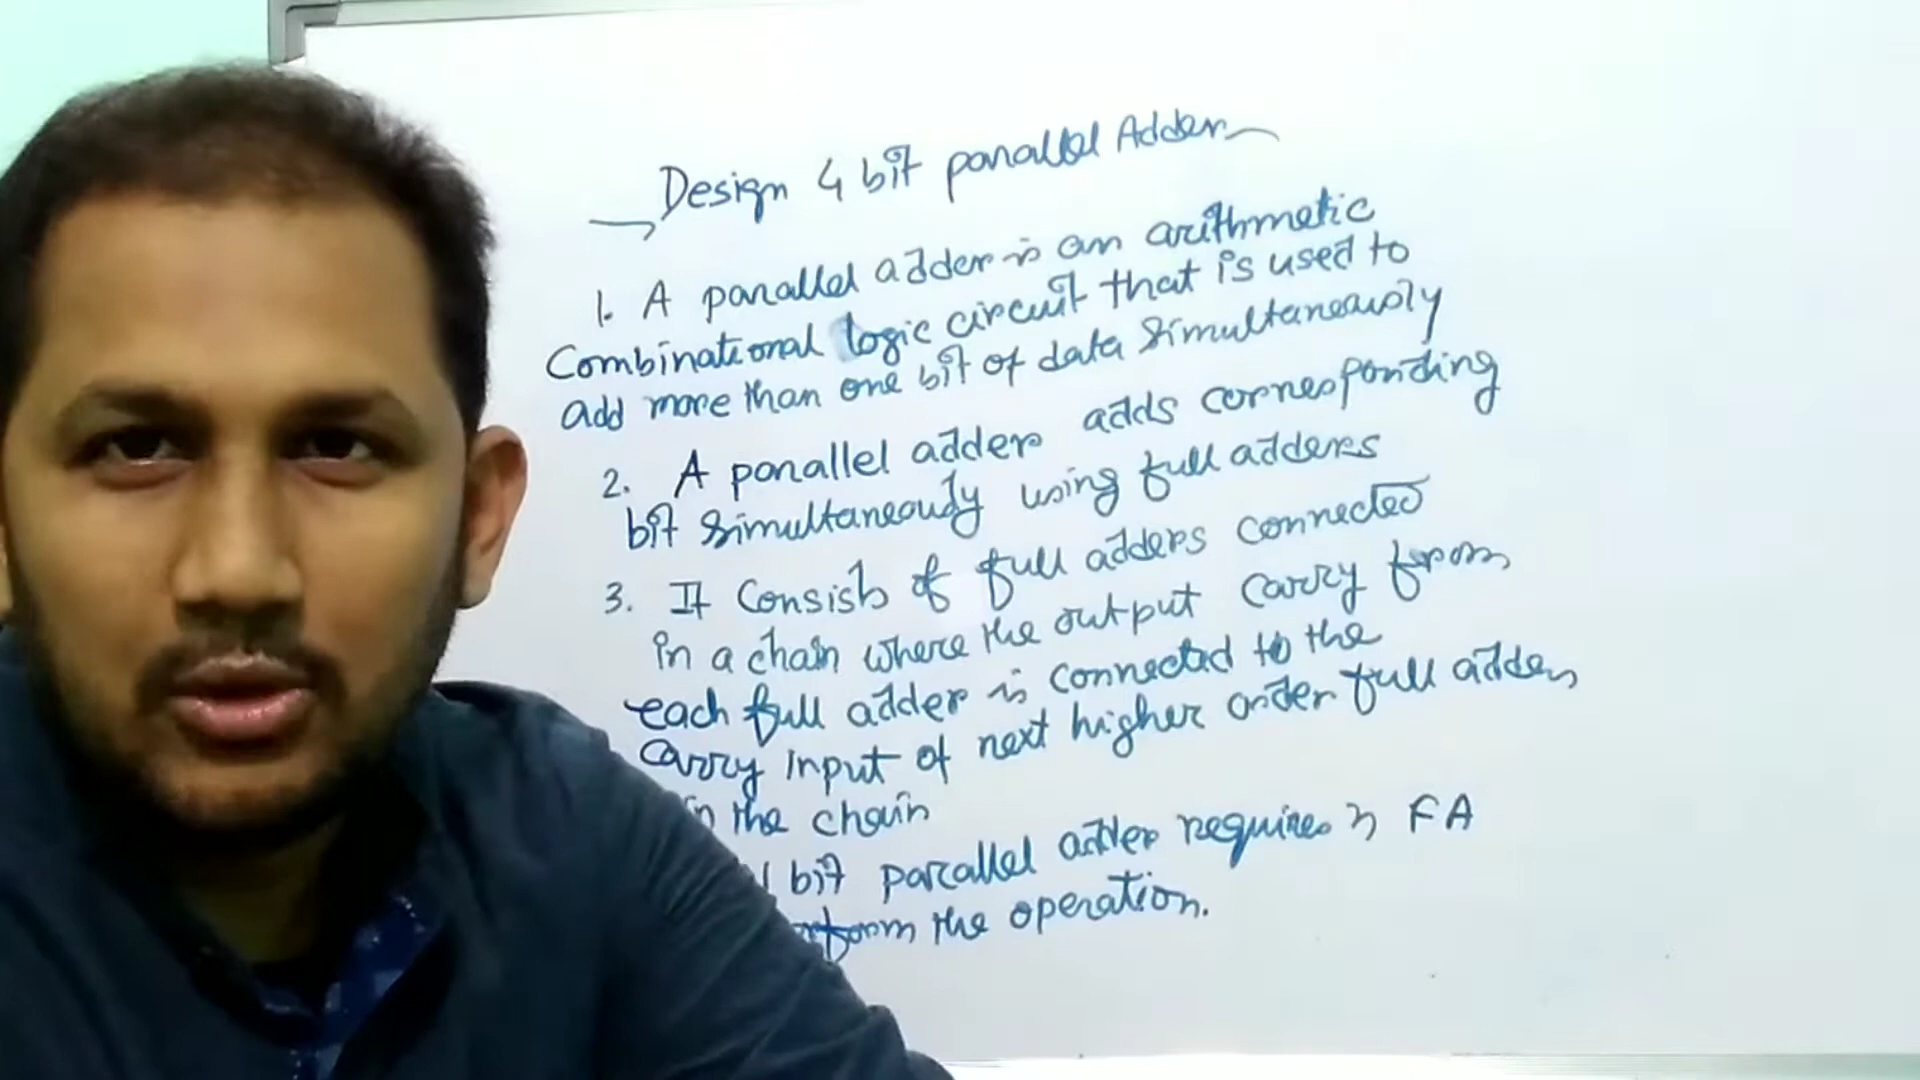 Design 4 bit parallel Adder
1. A parallel adder is an arithmetic
Combinational logic circuit that is used to
add more than one bit of data simultaneously
2. A parallel adder adds corresponding
bit simultaneously using full adders
3. It Consists of full adders connected
in a chain where the output carry from
each full adder is connected to the
carry input of next higher order full adder
in the chain
bit parallel adder requires n FA
the operation.